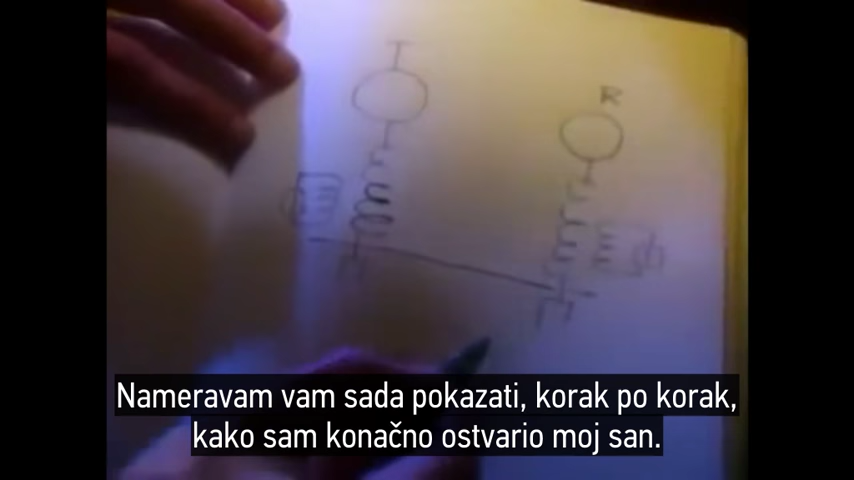 T
R
Nameravam vam sada pokazati, korak po korak,
kako sam konačno ostvario moj san.